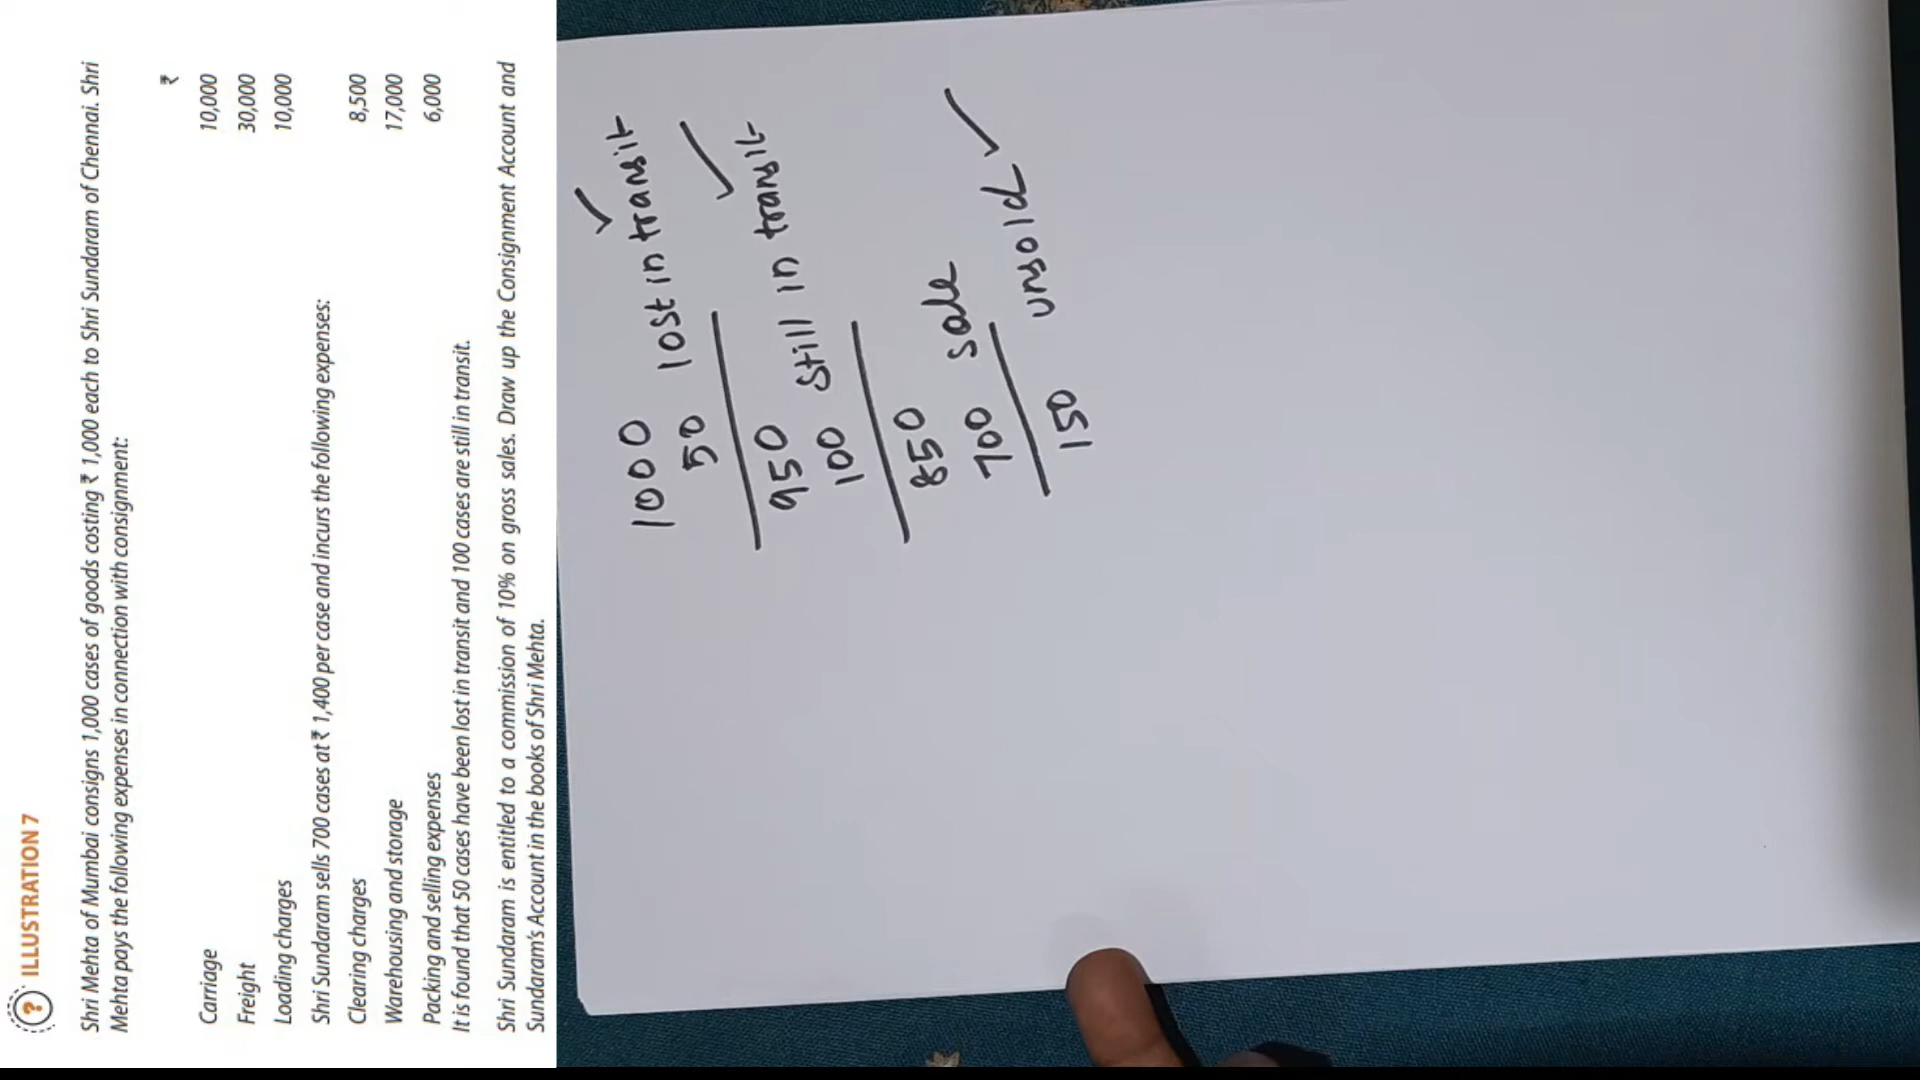 ? ILLUSTRATION 7
Shri Mehta of Mumbai consigns 1,000 cases of goods costing ₹ 1,000 each to Shri Sundaram of Chennai. Shri
Mehta pays the following expenses in connection with consignment:
₹
Carriage 10,000
Freight 30,000
Loading charges 10,000
Shri Sundaram sells 700 cases at ₹ 1,400 per case and incurs the following expenses:
Clearing charges 8,500
Warehousing and storage 17,000
Packing and selling expenses 6,000
It is found that 50 cases have been lost in transit and 100 cases are still in transit.
Shri Sundaram is entitled to a commission of 10% on gross sales. Draw up the Consignment Account and
Sundaram's Account in the books of Shri Mehta.
1000
50 lost in transit
950
100 still in transit
850
700 sale
150 unsold